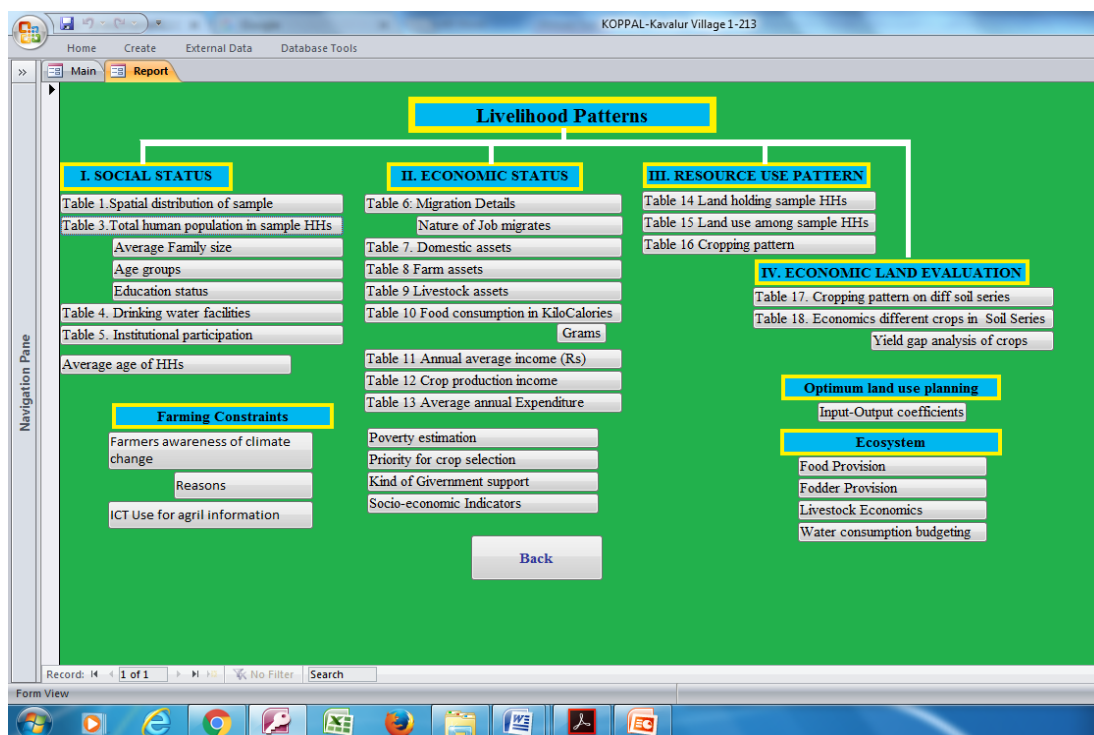 KOPPAL-Kavalur Village 1-213
Home Create External Data Database Tools
Main Report
Livelihood Patterns
I. SOCIAL STATUS
Table 1.Spatial distribution of sample
Table 3.Total human population in sample HHs
Average Family size
Age groups
Education status
Table 4. Drinking water facilities
Table 5. Institutional participation
Average age of HHs
Farming Constraints
Farmers awareness of climate
change
Reasons
ICT Use for agril information
II. ECONOMIC STATUS
Table 6: Migration Details
Nature of Job migrates
Table 7. Domestic assets
Table 8 Farm assets
Table 9 Livestock assets
Table 10 Food consumption in KiloCalories
Grams
Table 11 Annual average income (Rs)
Table 12 Crop production income
Table 13 Average annual Expenditure
Poverty estimation
Priority for crop selection
Kind of Givernment support
Socio-economic Indicators
Back
III. RESOURCE USE PATTERN
Table 14 Land holding sample HHs
Table 15 Land use among sample HHs
Table 16 Cropping pattern
IV. ECONOMIC LAND EVALUATION
Table 17. Cropping pattern on diff soil series
Table 18. Economics different crops in Soil Series
Yield gap analysis of crops
Optimum land use planning
Input-Output coefficients
Ecosystem
Food Provision
Fodder Provision
Livestock Economics
Water consumption budgeting
Navigation Pane
Record: 1 of 1 No Filter Search
Form View